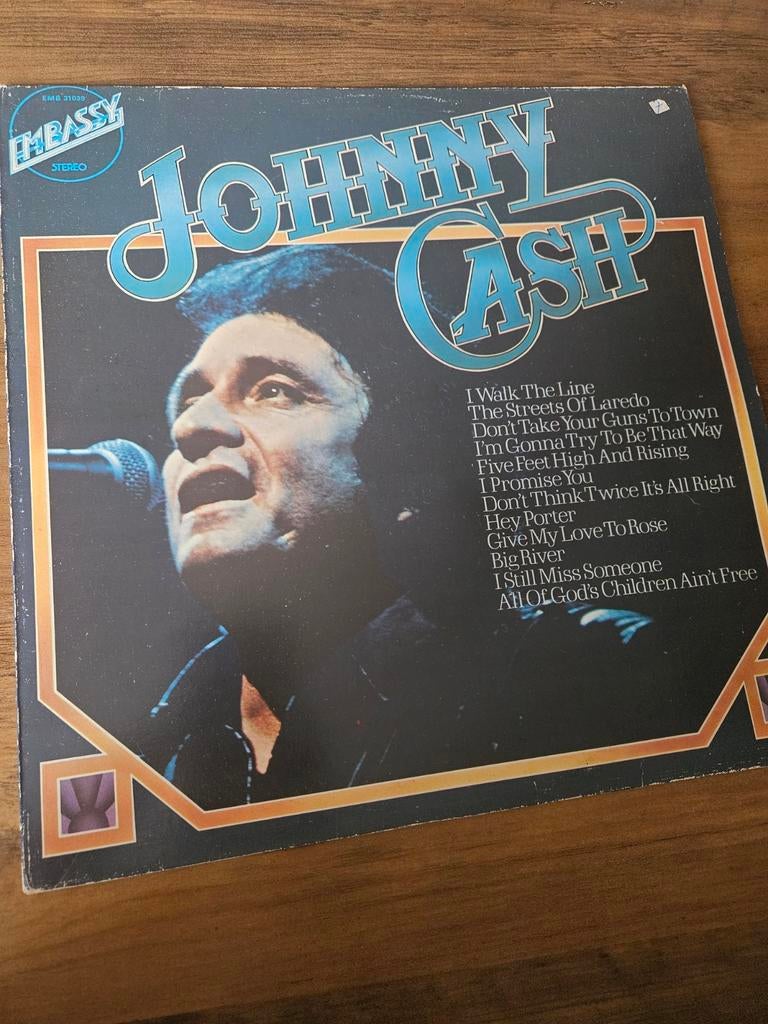 EMB 31039
EMBASSY
STEREO
JOHNNY
CASH
I Walk The Line
The Streets Of Laredo
Don't Take Your Guns To Town
I'm Gonna Try To Be That Way
Five Feet High And Rising
I Promise You
Don't Think Twice It's All Right
Hey Porter
Give My Love To Rose
Big River
I Still Miss Someone
All Of God's Children Ain't Free